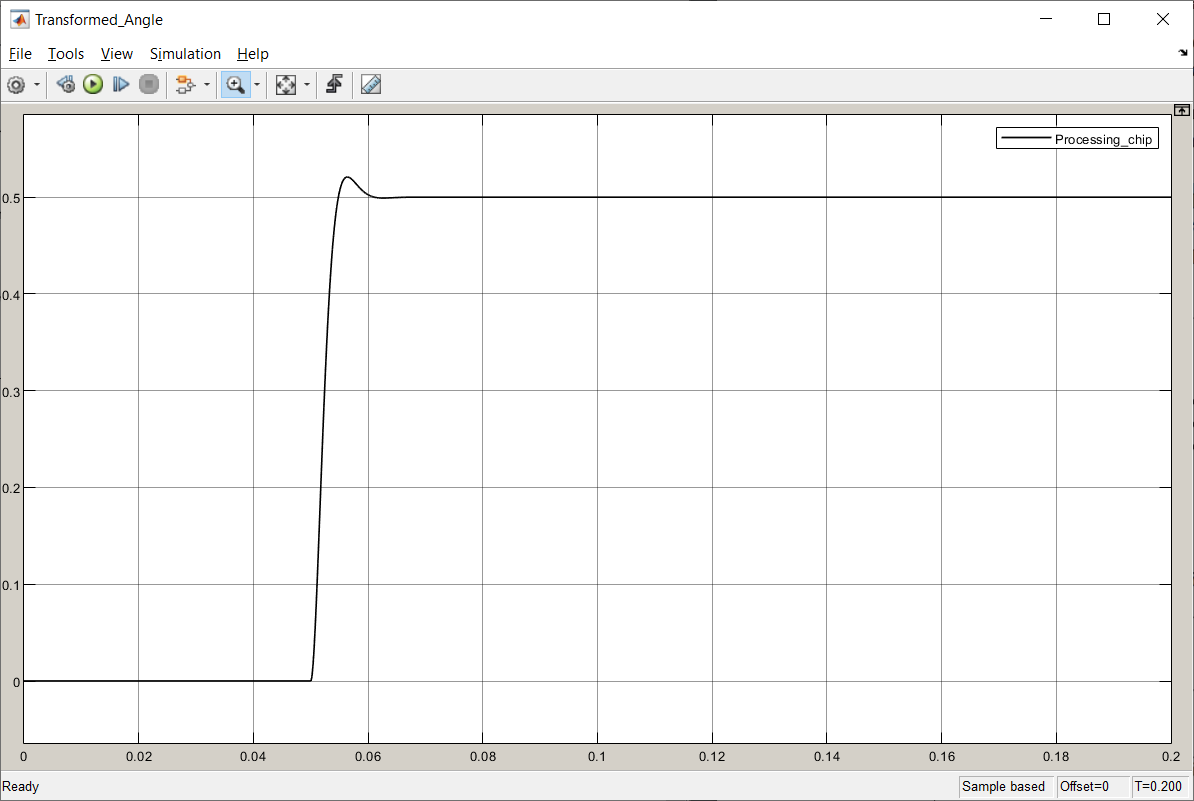 Transformed_Angle
File Tools View Simulation Help
Processing_chip
0.5
0.4
0.3
0.2
0.1
0
0 0.02 0.04 0.06 0.08 0.1 0.12 0.14 0.16 0.18 0.2
Ready Sample based Offset=0 T=0.200